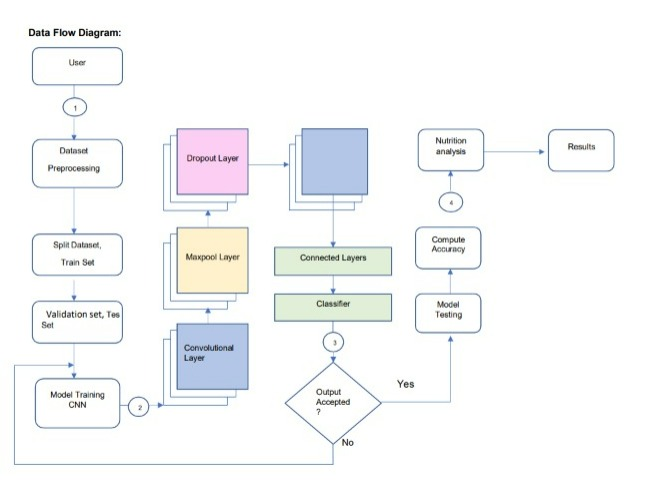 Data Flow Diagram:
User
1
Dataset
Preprocessing
Split Dataset,
Train Set
Validation set, Tes
Set
Model Training
CNN
2
Convolutional
Layer
Maxpool Layer
Dropout Layer
Connected Layers
Classifier
3
Output
Accepted
?
No
Yes
Model
Testing
Compute
Accuracy
4
Nutrition
analysis
Results